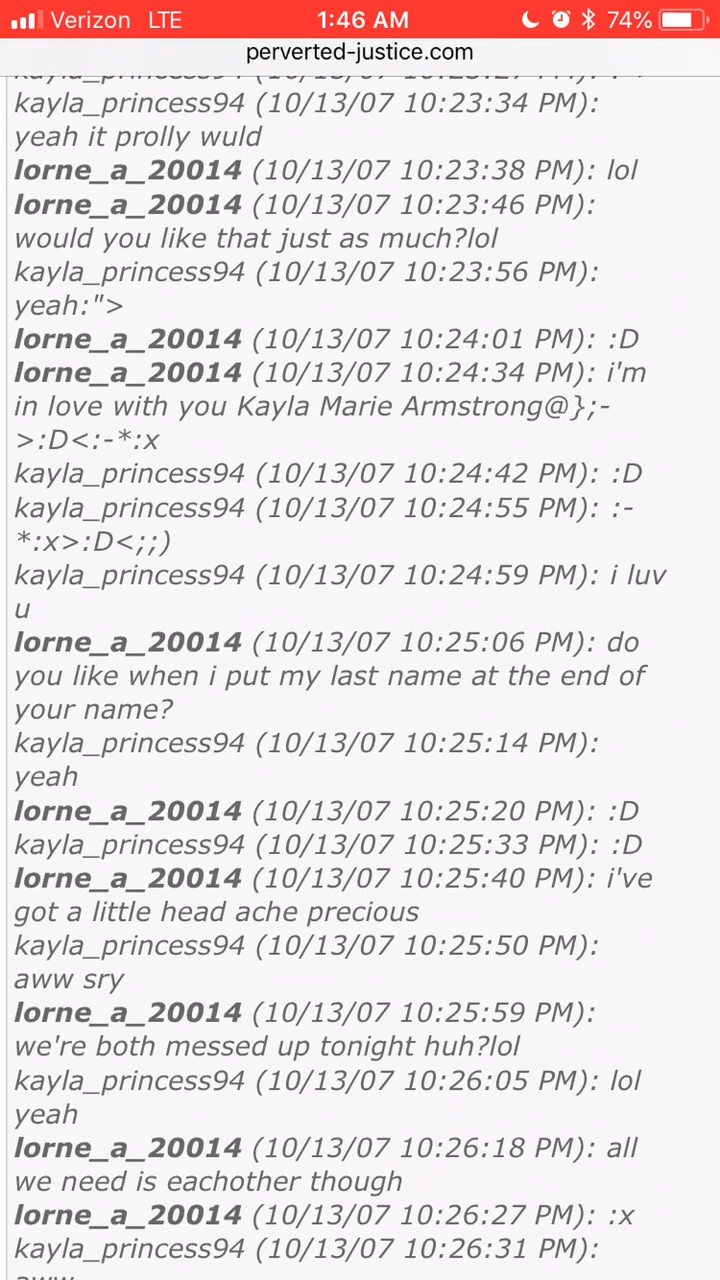 Verizon LTE 1:46 AM 74%
perverted-justice.com
kayla_princess94 (10/13/07 10:23:34 PM):
yeah it prolly wuld
lorne_a_20014 (10/13/07 10:23:38 PM): lol
lorne_a_20014 (10/13/07 10:23:46 PM):
would you like that just as much?lol
kayla_princess94 (10/13/07 10:23:56 PM):
yeah:">
lorne_a_20014 (10/13/07 10:24:01 PM): :D
lorne_a_20014 (10/13/07 10:24:34 PM): i'm
in love with you Kayla Marie Armstrong@};-
>:D<:-*:x
kayla_princess94 (10/13/07 10:24:42 PM): :D
kayla_princess94 (10/13/07 10:24:55 PM): :-
*:x>:D<;;)
kayla_princess94 (10/13/07 10:24:59 PM): i luv
u
lorne_a_20014 (10/13/07 10:25:06 PM): do
you like when i put my last name at the end of
your name?
kayla_princess94 (10/13/07 10:25:14 PM):
yeah
lorne_a_20014 (10/13/07 10:25:20 PM): :D
kayla_princess94 (10/13/07 10:25:33 PM): :D
lorne_a_20014 (10/13/07 10:25:40 PM): i've
got a little head ache precious
kayla_princess94 (10/13/07 10:25:50 PM):
aww sry
lorne_a_20014 (10/13/07 10:25:59 PM):
we're both messed up tonight huh?lol
kayla_princess94 (10/13/07 10:26:05 PM): lol
yeah
lorne_a_20014 (10/13/07 10:26:18 PM): all
we need is eachother though
lorne_a_20014 (10/13/07 10:26:27 PM): :x
kayla_princess94 (10/13/07 10:26:31 PM):